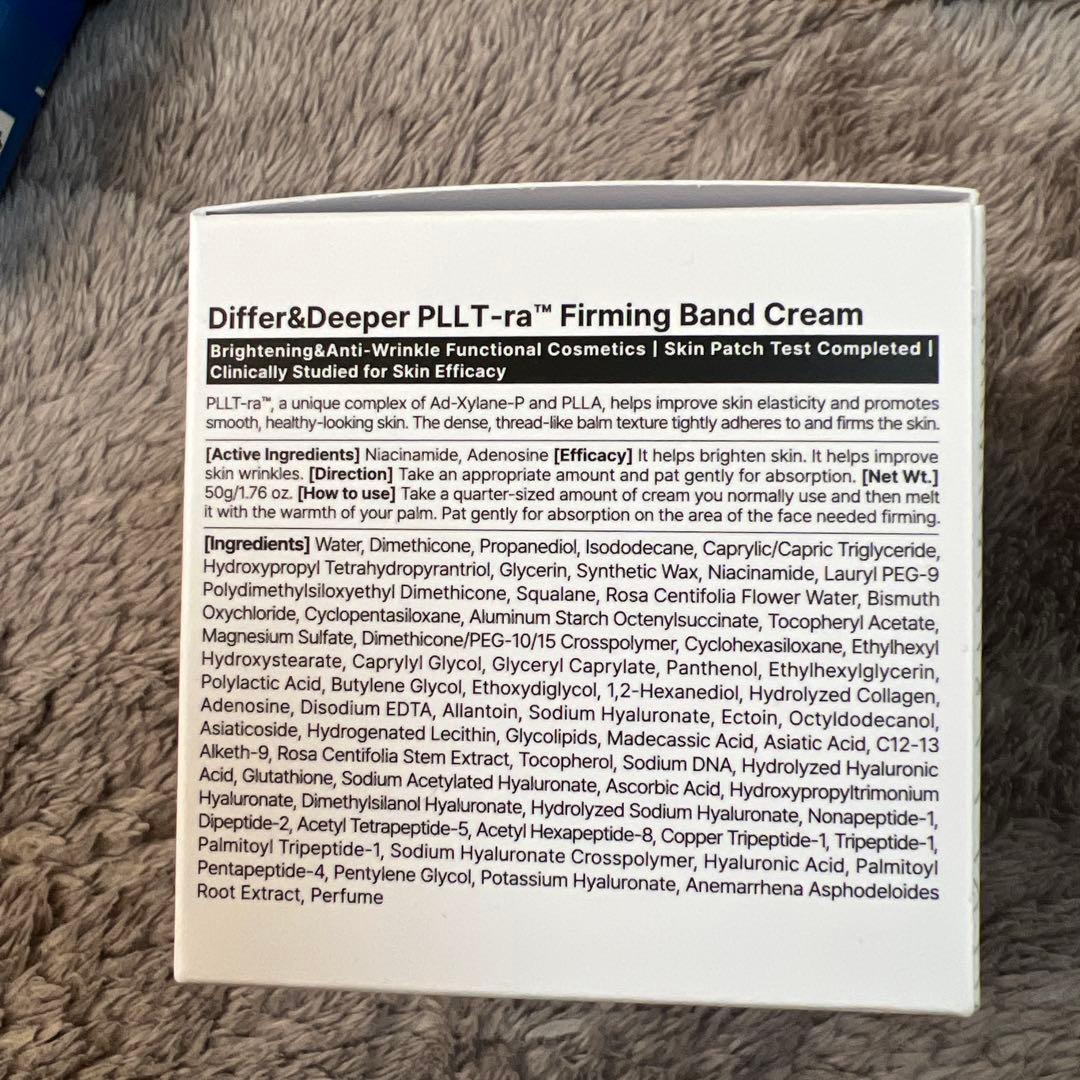 Differ&Deeper PLLT-ra™ Firming Band Cream
Brightening&Anti-Wrinkle Functional Cosmetics | Skin Patch Test Completed |
Clinically Studied for Skin Efficacy
PLLT-ra™, a unique complex of Ad-Xylane-P and PLLA, helps improve skin elasticity and promotes
smooth, healthy-looking skin. The dense, thread-like balm texture tightly adheres to and firms the skin.
[Active Ingredients] Niacinamide, Adenosine [Efficacy] It helps brighten skin. It helps improve
skin wrinkles. [Direction] Take an appropriate amount and pat gently for absorption. [Net Wt.]
50g/1.76 oz. [How to use] Take a quarter-sized amount of cream you normally use and then melt
it with the warmth of your palm. Pat gently for absorption on the area of the face needed firming.
[Ingredients] Water, Dimethicone, Propanediol, Isododecane, Caprylic/Capric Triglyceride,
Hydroxypropyl Tetrahydropyrantriol, Glycerin, Synthetic Wax, Niacinamide, Lauryl PEG-9
Polydimethylsiloxyethyl Dimethicone, Squalane, Rosa Centifolia Flower Water, Bismuth
Oxychloride, Cyclopentasiloxane, Aluminum Starch Octenylsuccinate, Tocopheryl Acetate,
Magnesium Sulfate, Dimethicone/PEG-10/15 Crosspolymer, Cyclohexasiloxane, Ethylhexyl
Hydroxystearate, Caprylyl Glycol, Glyceryl Caprylate, Panthenol, Ethylhexylglycerin,
Polylactic Acid, Butylene Glycol, Ethoxydiglycol, 1,2-Hexanediol, Hydrolyzed Collagen,
Adenosine, Disodium EDTA, Allantoin, Sodium Hyaluronate, Ectoin, Octyldodecanol,
Asiaticoside, Hydrogenated Lecithin, Glycolipids, Madecassic Acid, Asiatic Acid, C12-13
Alketh-9, Rosa Centifolia Stem Extract, Tocopherol, Sodium DNA, Hydrolyzed Hyaluronic
Acid, Glutathione, Sodium Acetylated Hyaluronate, Ascorbic Acid, Hydroxypropyltrimonium
Hyaluronate, Dimethylsilanol Hyaluronate, Hydrolyzed Sodium Hyaluronate, Nonapeptide-1,
Dipeptide-2, Acetyl Tetrapeptide-5, Acetyl Hexapeptide-8, Copper Tripeptide-1, Tripeptide-1,
Palmitoyl Tripeptide-1, Sodium Hyaluronate Crosspolymer, Hyaluronic Acid, Palmitoyl
Pentapeptide-4, Pentylene Glycol, Potassium Hyaluronate, Anemarrhena Asphodeloides
Root Extract, Perfume